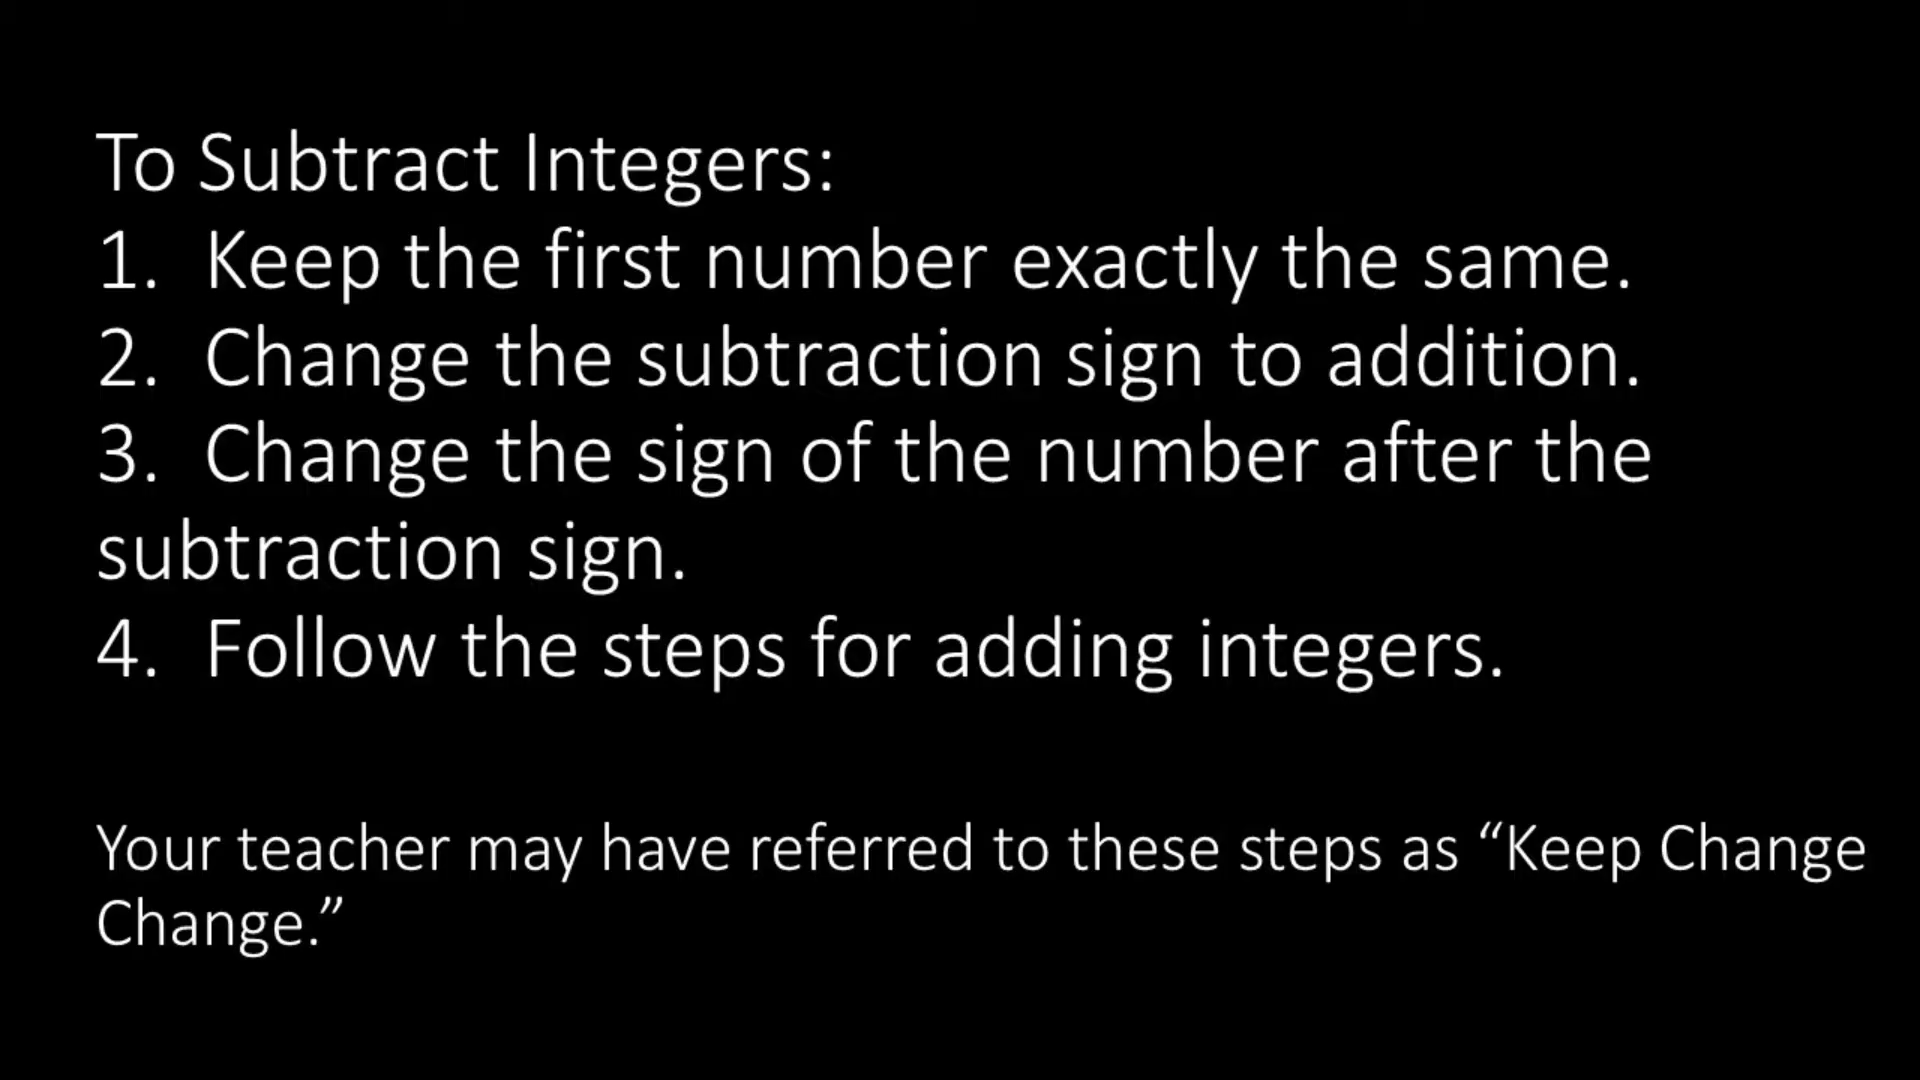 To Subtract Integers:
1.  Keep the first number exactly the same.
2.  Change the subtraction sign to addition.
3.  Change the sign of the number after the
subtraction sign.
4.  Follow the steps for adding integers.
Your teacher may have referred to these steps as “Keep Change
Change.”